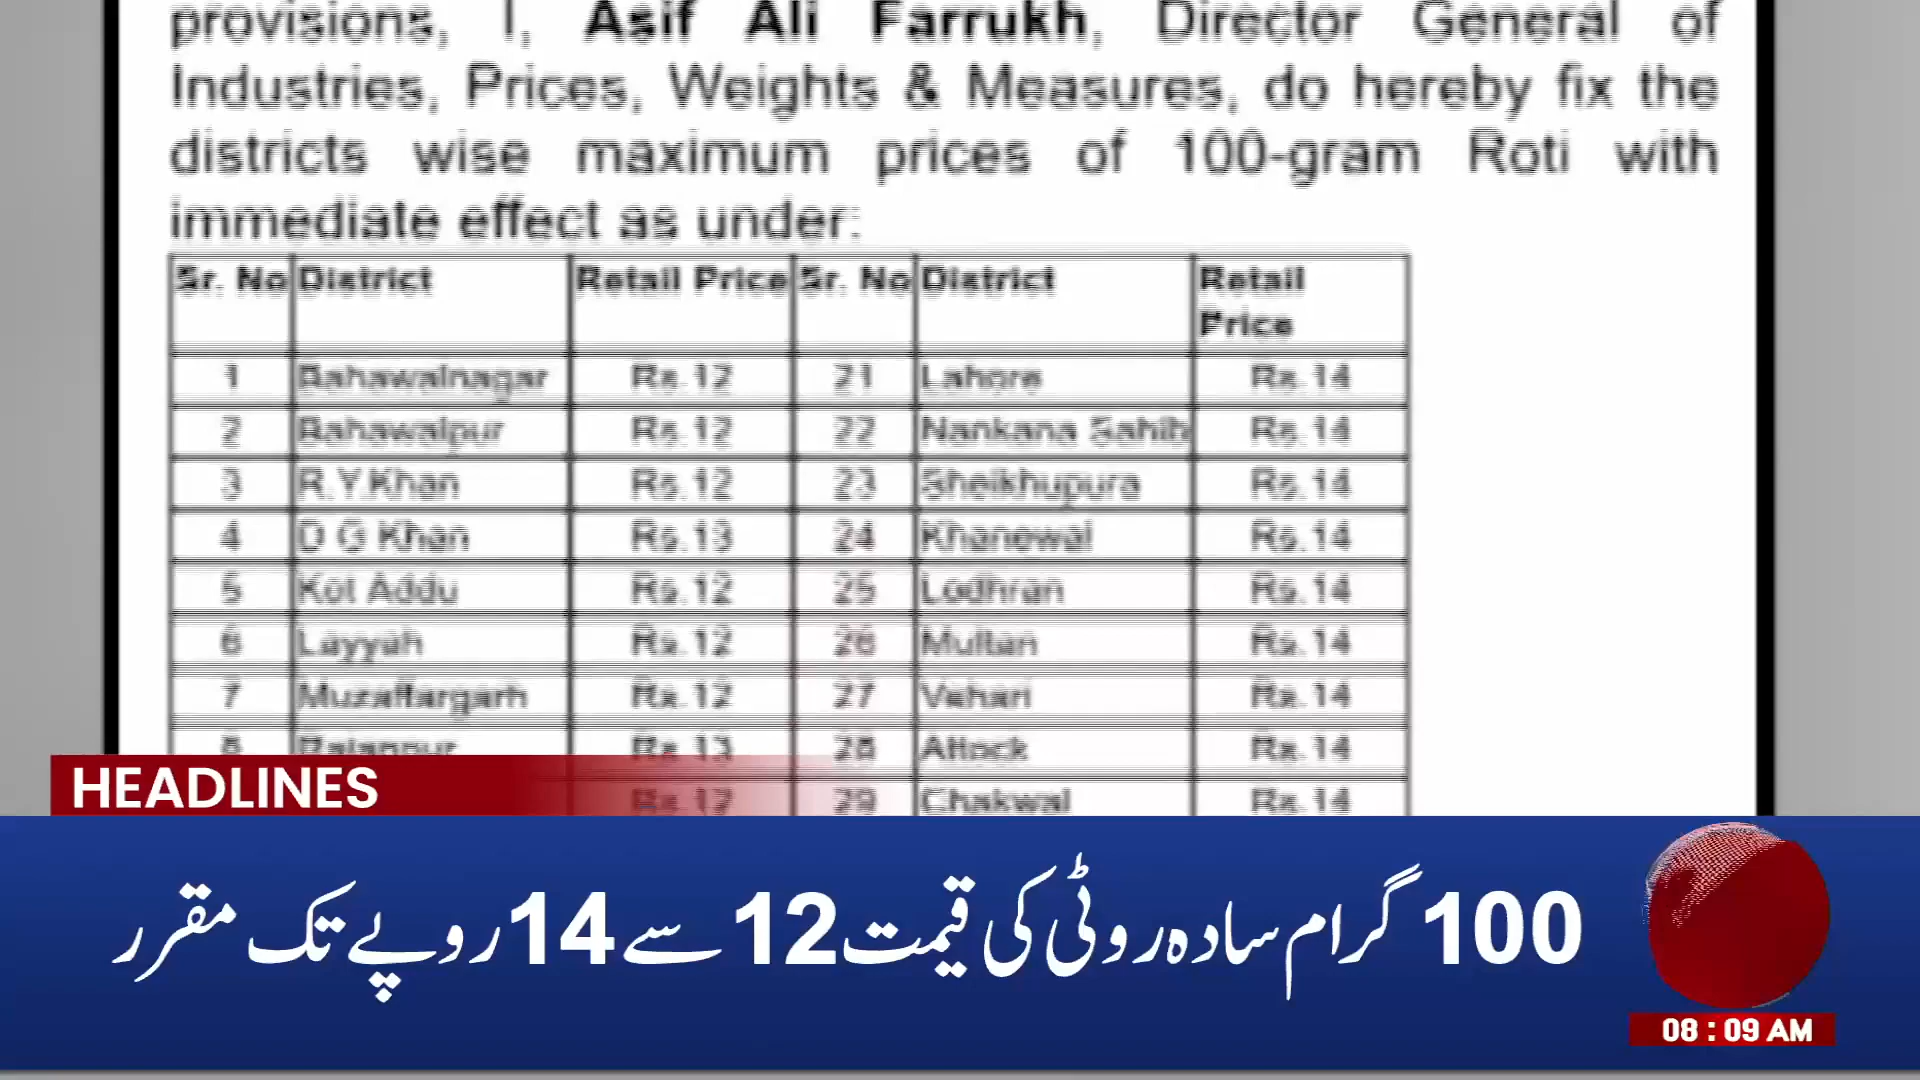 provisions, I, Asif Ali Farrukh, Director General of
Industries, Prices, Weights & Measures, do hereby fix the
districts wise maximum prices of 100-gram Roti with
immediate effect as under:
Sr. No District Retail Price Sr. No District Retail Price
1 Bahawalnagar Rs.12 21 Lahore Rs.14
2 Bahawalpur Rs.12 22 Nankana Sahib Rs.14
3 R.Y.Khan Rs.12 23 Sheikhupura Rs.14
4 D G Khan Rs.13 24 Khanewal Rs.14
5 Kot Addu Rs.12 25 Lodhran Rs.14
6 Layyah Rs.12 26 Multan Rs.14
7 Muzaffargarh Rs.12 27 Vehari Rs.14
8 Rajanpur Rs.13 28 Attock Rs.14
Rs.12 29 Chakwal Rs.14
HEADLINES
100 گرام سادہ روٹی کی قیمت 12 سے 14 روپے تک مقرر
08 : 09 AM